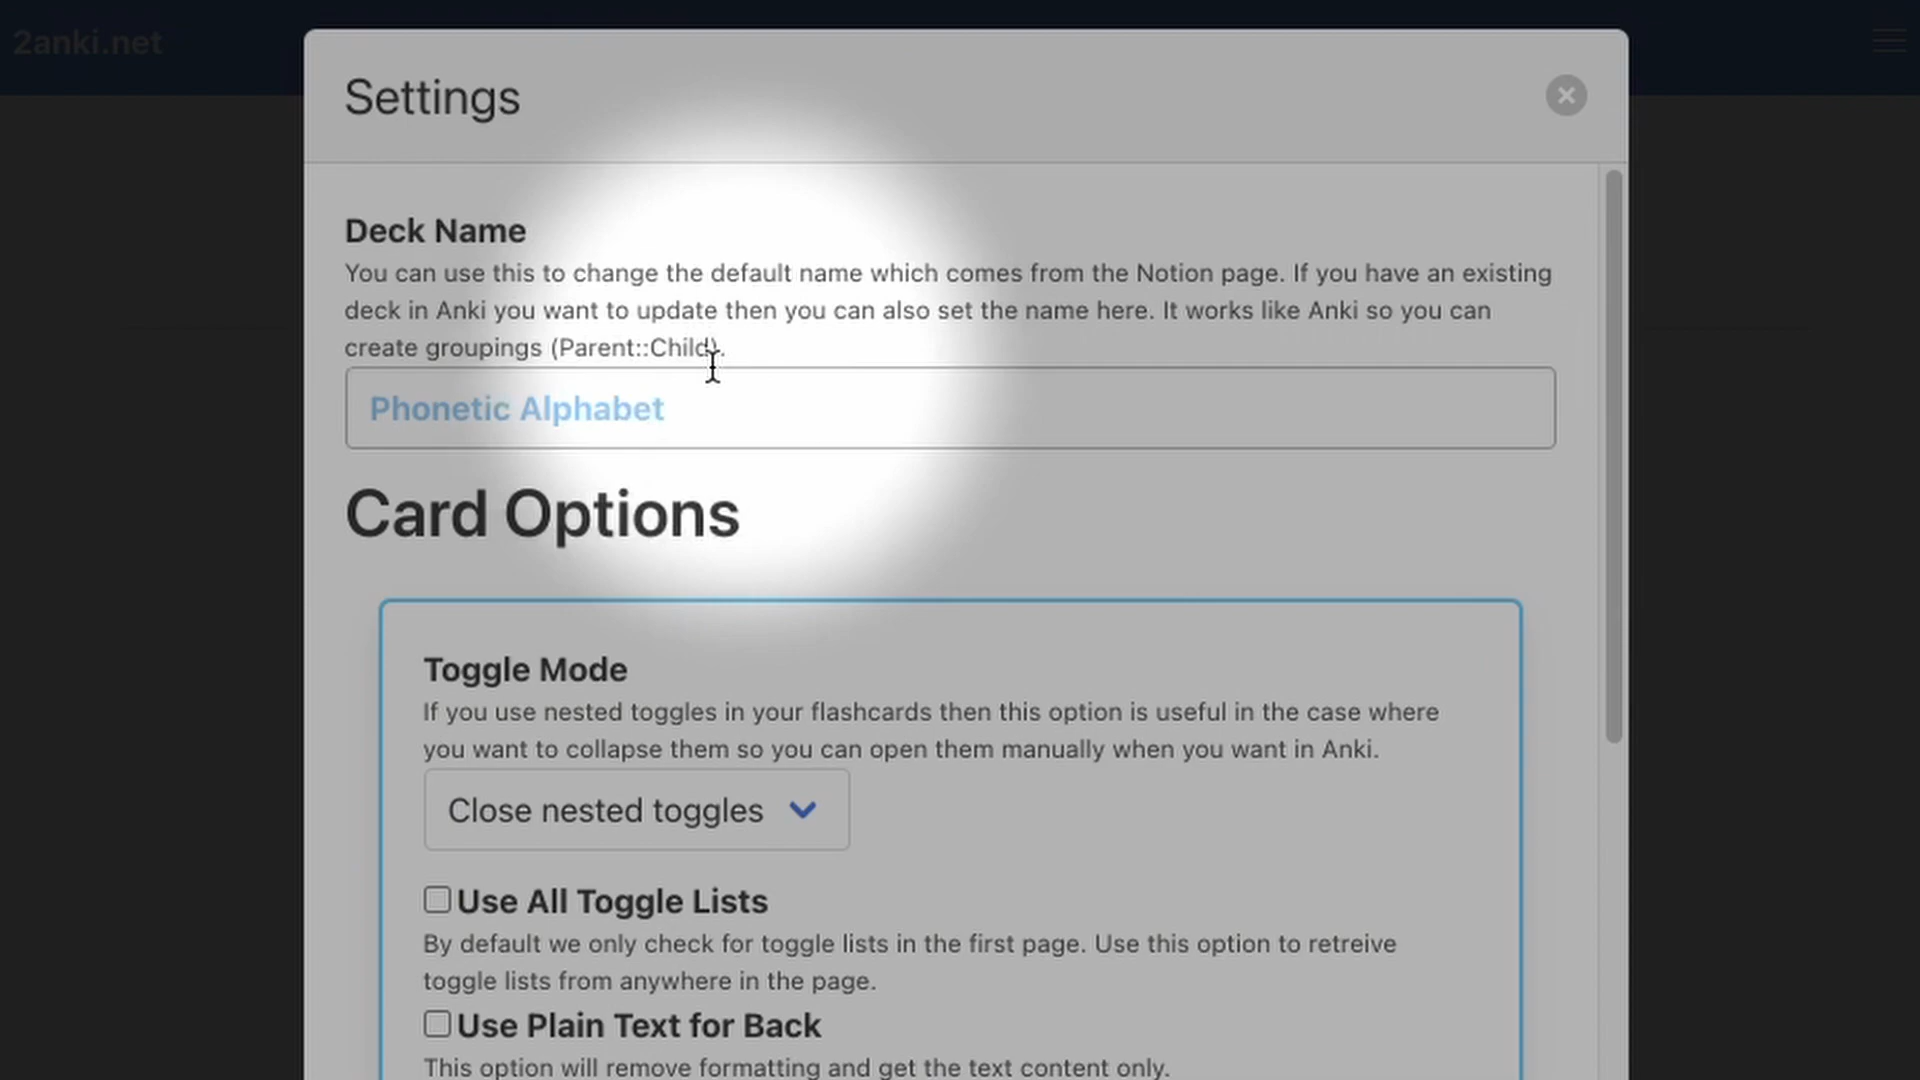 2anki.net
Settings
Deck Name
You can use this to change the default name which comes from the Notion page. If you have an existing
deck in Anki you want to update then you can also set the name here. It works like Anki so you can
create groupings (Parent::Child).
Phonetic Alphabet
Card Options
Toggle Mode
If you use nested toggles in your flashcards then this option is useful in the case where
you want to collapse them so you can open them manually when you want in Anki.
Close nested toggles
Use All Toggle Lists
By default we only check for toggle lists in the first page. Use this option to retreive
toggle lists from anywhere in the page.
Use Plain Text for Back
This option will remove formatting and get the text content only.